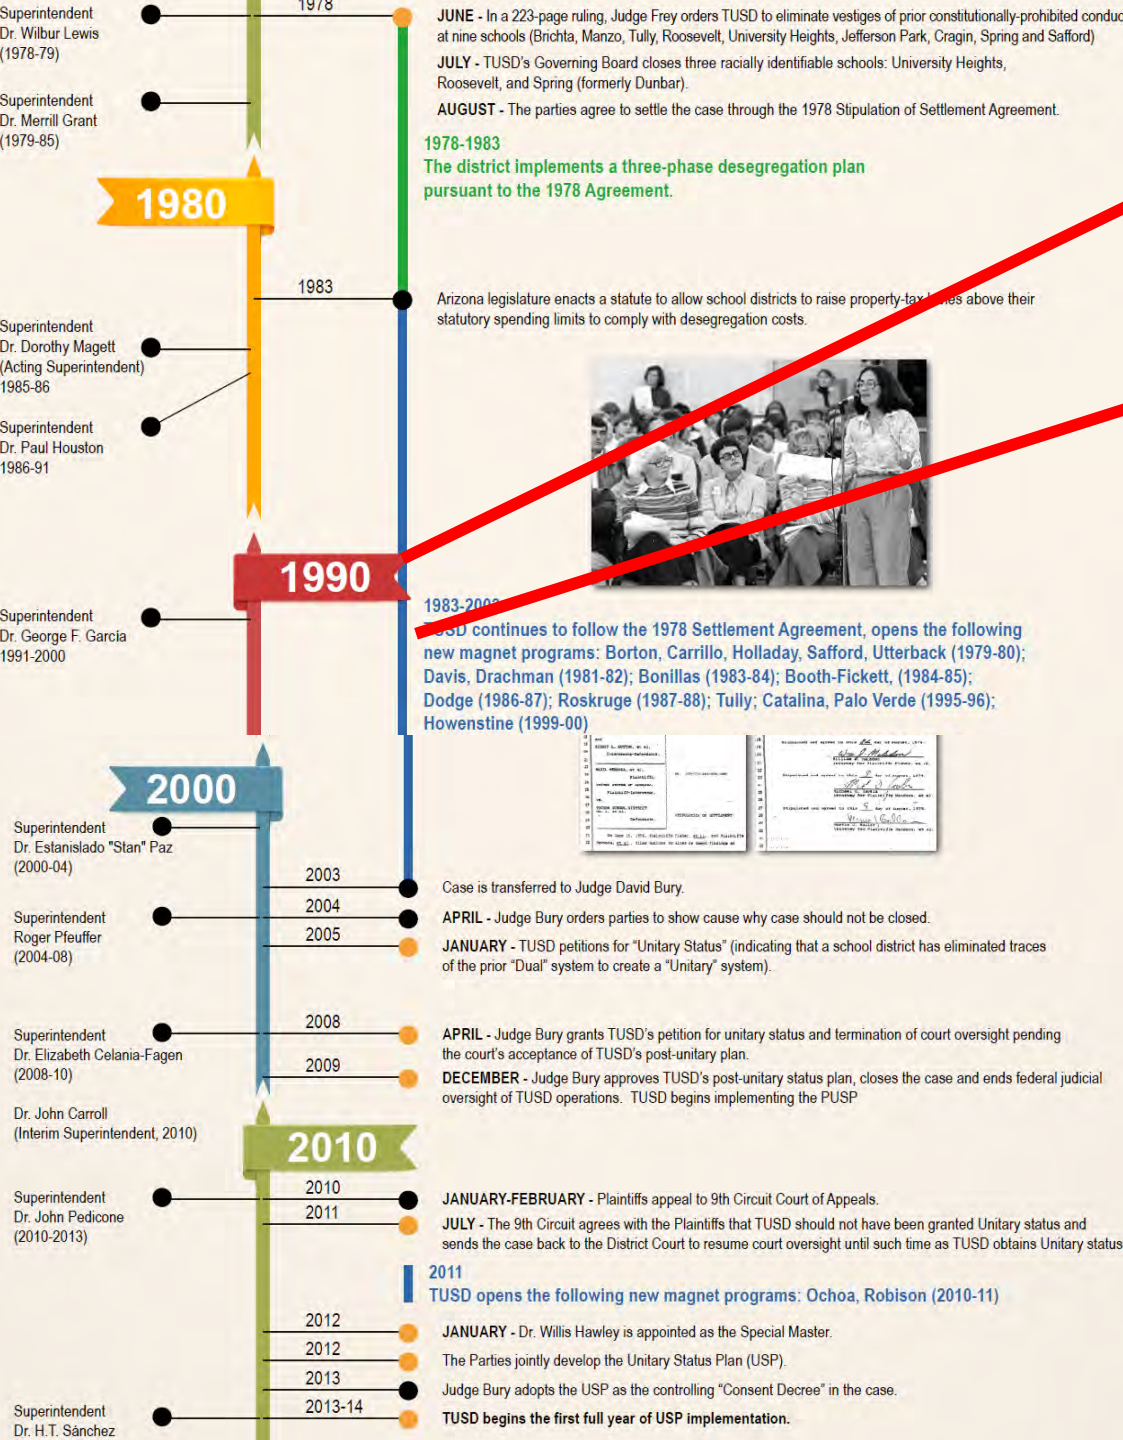 1978
Superintendent
Dr. Wilbur Lewis
(1978-79)
JUNE - In a 223-page ruling, Judge Frey orders TUSD to eliminate vestiges of prior constitutionally-prohibited
at nine schools (Brichta, Manzo, Tully, Roosevelt, University Heights, Jefferson Park, Cragin, Spring and Safford)
JULY - TUSD's Governing Board closes three racially identifiable schools: University Heights,
Roosevelt, and Spring (formerly Dunbar).
AUGUST - The parties agree to settle the case through the 1978 Stipulation of Settlement Agreement.
Superintendent
Dr. Merrill Grant
(1979-85)
1978-1983
The district implements a three-phase desegregation plan
pursuant to the 1978 Agreement.
1980
1983
Arizona legislature enacts a statute to allow school districts to raise property-tax above their
statutory spending limits to comply with desegregation costs.
Superintendent
Dr. Dorothy Magett
(Acting Superintendent)
1985-86
Superintendent
Dr. Paul Houston
1986-91
1990
Superintendent
Dr. George F. Garcia
1991-2000
TUSD continues to follow the 1978 Settlement Agreement, opens the following
new magnet programs: Borton, Carrillo, Holladay, Safford, Utterback (1979-80);
Davis, Drachman (1981-82); Bonillas (1983-84); Booth-Fickett, (1984-85);
Dodge (1986-87); Roskruge (1987-88); Tully; Catalina, Palo Verde (1995-96);
Howenstine (1999-00)
2000
Superintendent
Dr. Estanislado "Stan" Paz
(2000-04)
2003
Case is transferred to Judge David Bury.
2004
APRIL - Judge Bury orders parties to show cause why case should not be closed.
Superintendent
Roger Pfeuffer
(2004-08)
2005
JANUARY - TUSD petitions for “Unitary Status” (indicating that a school district has eliminated traces
of the prior “Dual” system to create a “Unitary” system).
2008
APRIL - Judge Bury grants TUSD's petition for unitary status and termination of court oversight pending
the court's acceptance of TUSD's post-unitary plan.
Superintendent
Dr. Elizabeth Celania-Fagen
(2008-10)
2009
DECEMBER - Judge Bury approves TUSD's post-unitary status plan, closes the case and ends federal judicial
oversight of TUSD operations. TUSD begins implementing the PUSP
Dr. John Carroll
(Interim Superintendent, 2010)
2010
2010
JANUARY-FEBRUARY - Plaintiffs appeal to 9th Circuit Court of Appeals.
Superintendent
Dr. John Pedicone
(2010-2013)
2011
JULY - The 9th Circuit agrees with the Plaintiffs that TUSD should not have been granted Unitary status and
sends the case back to the District Court to resume court oversight until such time as TUSD obtains Unitary status
2011
TUSD opens the following new magnet programs: Ochoa, Robison (2010-11)
2012
JANUARY - Dr. Willis Hawley is appointed as the Special Master.
2012
The Parties jointly develop the Unitary Status Plan (USP).
2013
Judge Bury adopts the USP as the controlling “Consent Decree” in the case.
2013-14
TUSD begins the first full year of USP implementation.
Superintendent
Dr. H.T. Sánchez